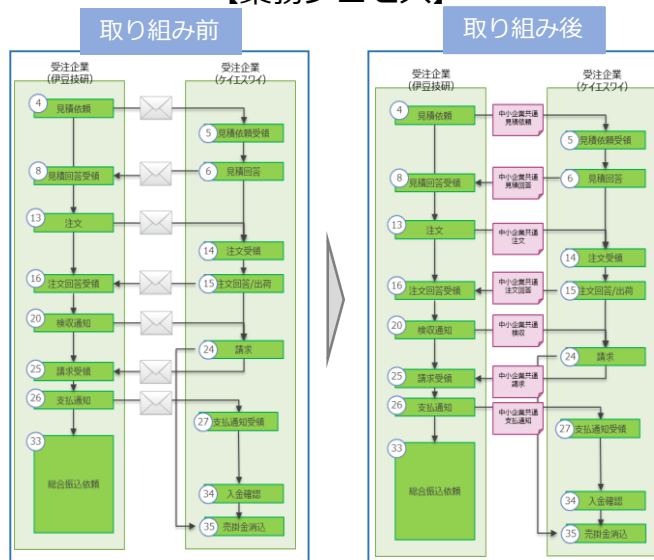 【業務プロセス】
取り組み前
受注企業
(伊豆技研)
受注企業
(ケイエスワイ)
4 見積依頼
5 見積依頼受領
8 見積回答受領
6 見積回答
13 注文
14 注文受領
16 注文回答受領
15 注文回答/出荷
20 検収通知
24 請求
25 請求受領
26 支払通知
27 支払通知受領
33
総合振込依頼
34 入金確認
35 売掛金消込
取り組み後
受注企業
(伊豆技研)
受注企業
(ケイエスワイ)
4 見積依頼
中小企業共通
見積依頼
5 見積依頼受領
8 見積回答受領
中小企業共通
見積回答
6 見積回答
13 注文
中小企業共通
注文
14 注文受領
16 注文回答受領
中小企業共通
注文回答
15 注文回答/出荷
20 検収通知
中小企業共通
検収
24 請求
25 請求受領
中小企業共通
請求
26 支払通知
中小企業共通
支払通知
27 支払通知受領
33
総合振込依頼
34 入金確認
35 売掛金消込